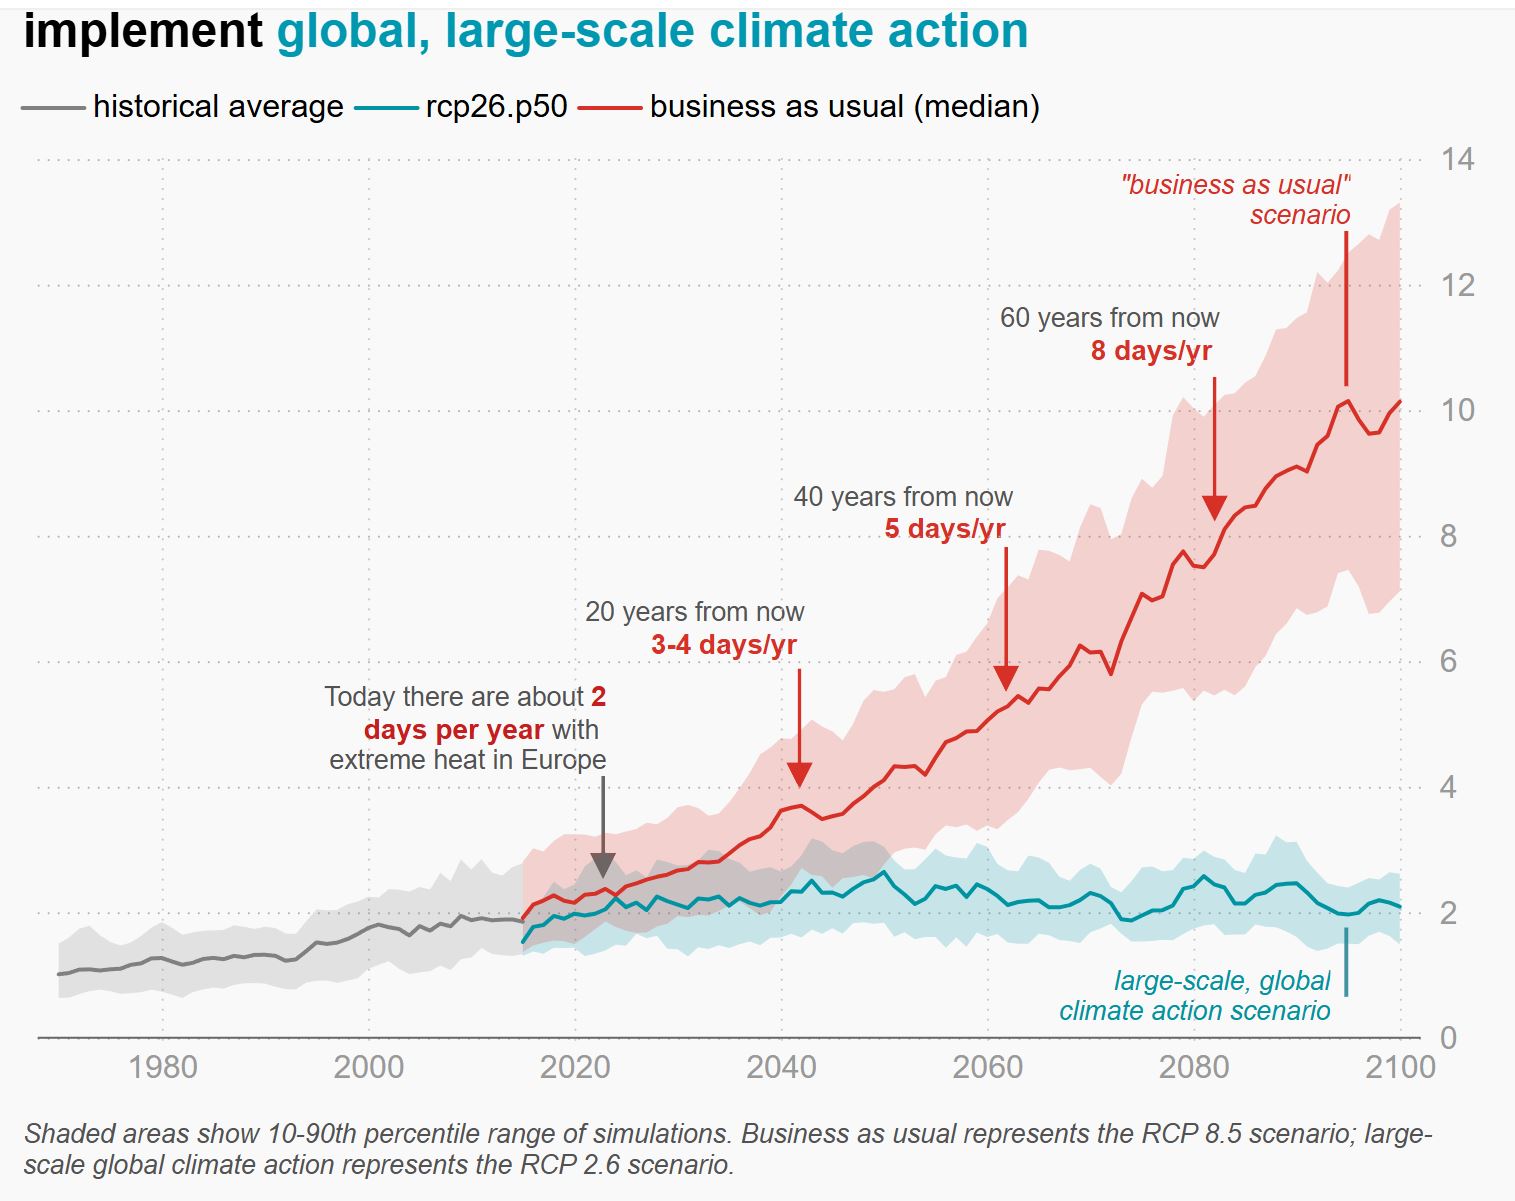 implement global, large-scale climate action
historical average rcp26.p50 business as usual (median)
14
"business as usual"
scenario
12
60 years from now
8 days/yr
10
40 years from now
5 days/yr
8
20 years from now
3-4 days/yr
6
Today there are about 2
days per year with
extreme heat in Europe
4
2
large-scale, global
climate action scenario
0
1980 2000 2020 2040 2060 2080 2100
Shaded areas show 10-90th percentile range of simulations. Business as usual represents the RCP 8.5 scenario; large-
scale global climate action represents the RCP 2.6 scenario.